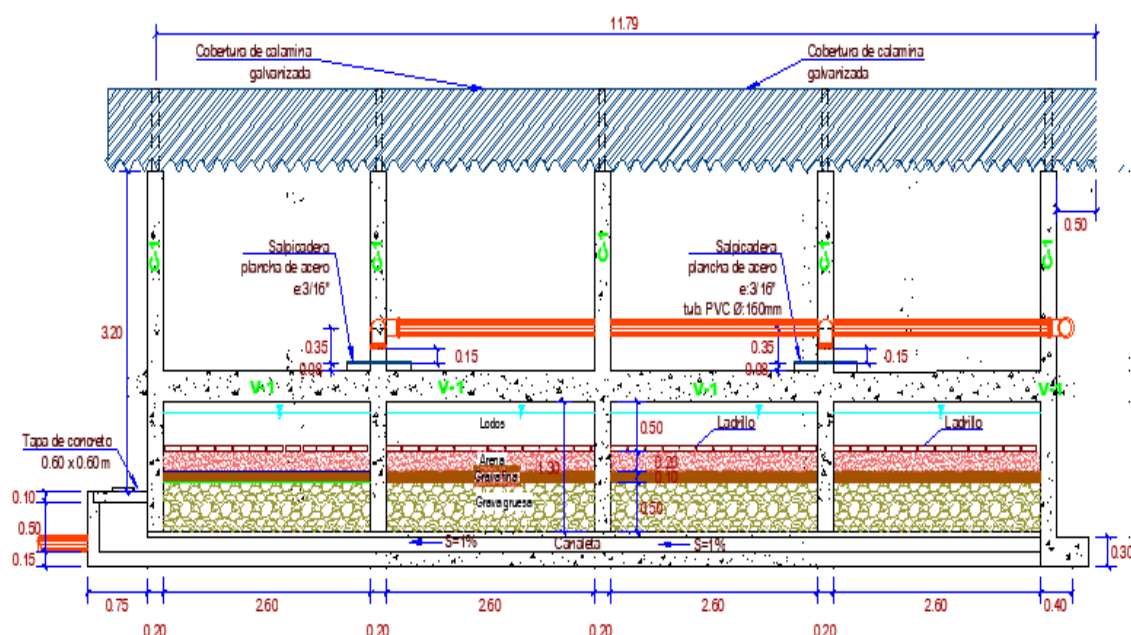 11.79
Cobertura de calamina
galvanizada
Cobertura de calamina
galvanizada
C-1
C-1
C-1
C-1
C-1
0.50
Salpicadera
plancha de acero
e:3/16"
Salpicadera
plancha de acero
e:3/16"
tub. PVC Ø:160mm
3.20
0.35
0.15
0.08
0.35
0.15
0.08
V-1
V-1
V-1
V-1
Lodos
Ladrillo
Ladrillo
0.50
Tapa de concreto
0.60 x 0.60 m
Arena
1.30
0.20
Grava fina
0.10
Grava gruesa
0.50
0.10
0.50
0.15
S=1%
Canaleta
S=1%
0.30
0.75
2.60
2.60
2.60
2.60
0.40
0.20
0.20
0.20
0.20